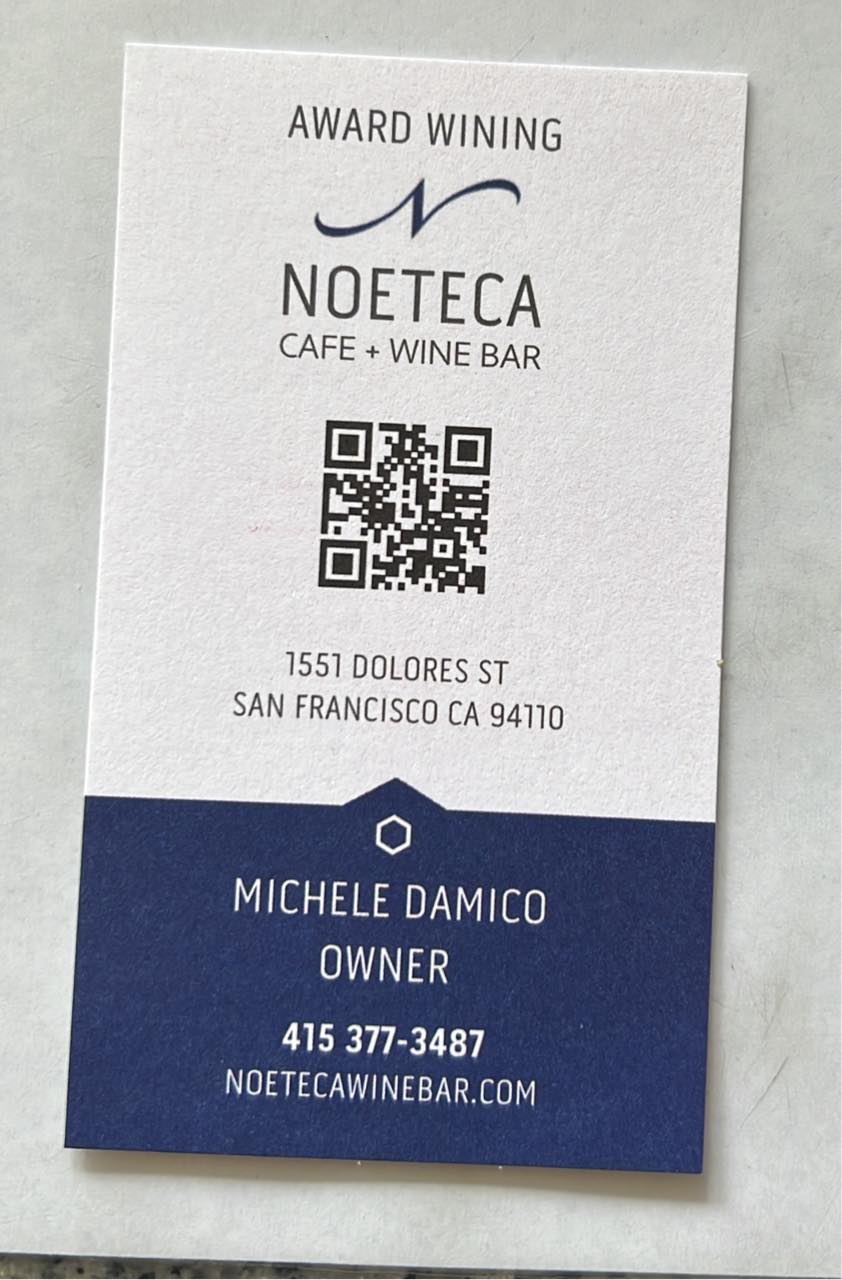 AWARD WINING
N
NOETECA
CAFE + WINE BAR
1551 DOLORES ST
SAN FRANCISCO CA 94110
MICHELE DAMICO
OWNER
415 377-3487
NOETECAWINEBAR.COM